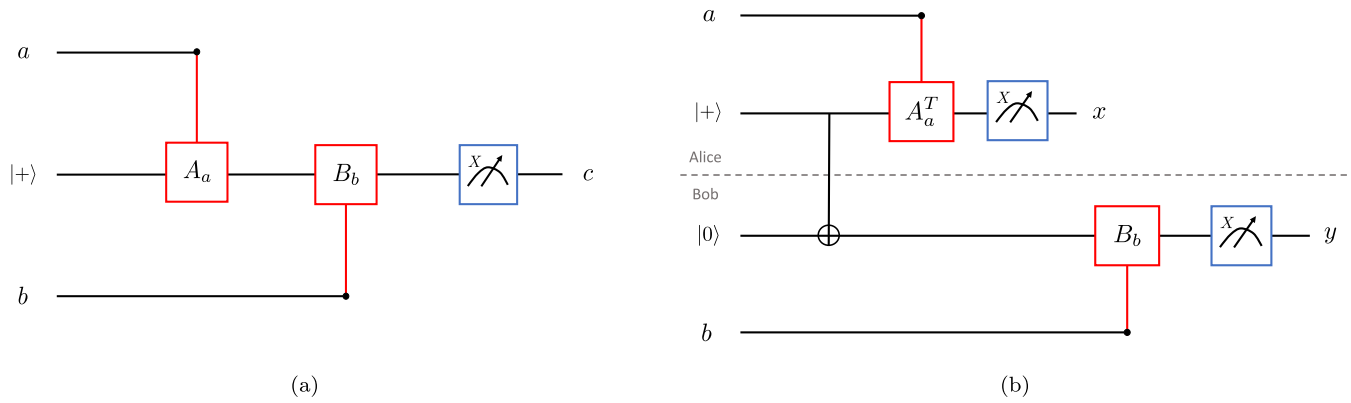 a
|+⟩
A_a
B_b
X
c
b
(a)
a
|+⟩
A_a^T
X
x
Alice
Bob
|0⟩
B_b
X
y
b
(b)